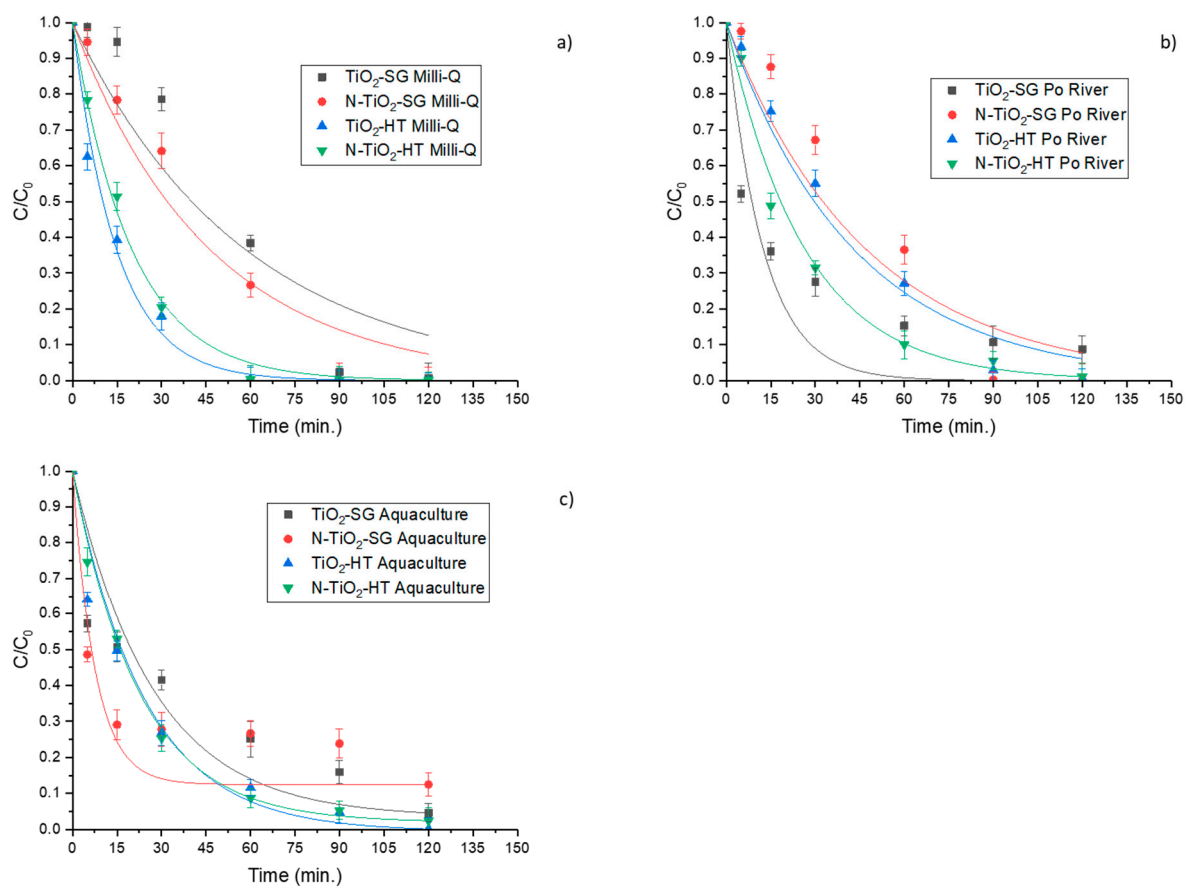 a)
TiO₂-SG Milli-Q
N-TiO₂-SG Milli-Q
TiO₂-HT Milli-Q
N-TiO₂-HT Milli-Q
C/C₀
1.0
0.9
0.8
0.7
0.6
0.5
0.4
0.3
0.2
0.1
0.0
0 15 30 45 60 75 90 105 120 135 150
Time (min.)
b)
TiO₂-SG Po River
N-TiO₂-SG Po River
TiO₂-HT Po River
N-TiO₂-HT Po River
C/C₀
1.0
0.9
0.8
0.7
0.6
0.5
0.4
0.3
0.2
0.1
0.0
0 15 30 45 60 75 90 105 120 135 150
Time (min.)
c)
TiO₂-SG Aquaculture
N-TiO₂-SG Aquaculture
TiO₂-HT Aquaculture
N-TiO₂-HT Aquaculture
C/C₀
1.0
0.9
0.8
0.7
0.6
0.5
0.4
0.3
0.2
0.1
0.0
0 15 30 45 60 75 90 105 120 135 150
Time (min.)